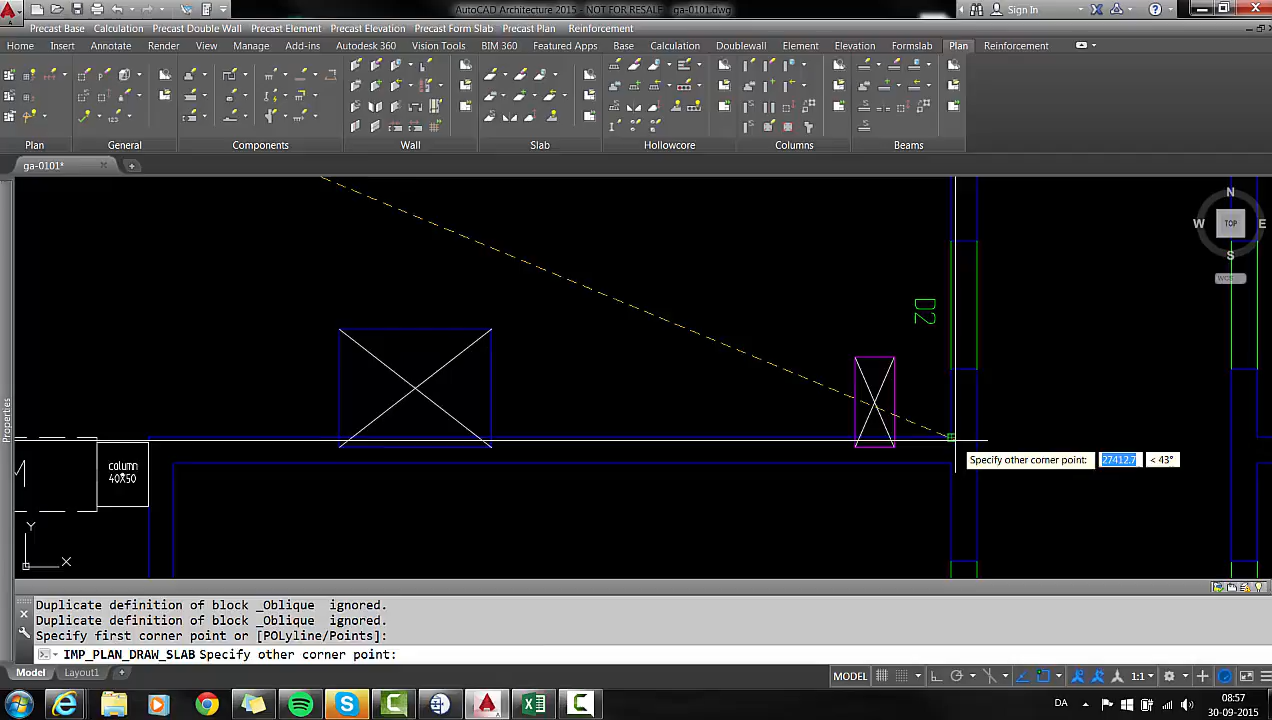 AutoCAD Architecture 2015 - NOT FOR RESALE ga-0101.dwg
Sign In
Precast Base Calculation Precast Double Wall Precast Element Precast Elevation Precast Form Slab Precast Plan Reinforcement
Home Insert Annotate Render View Manage Add-ins Autodesk 360 Vision Tools BIM 360 Featured Apps Base Calculation Doublewall Element Elevation Formslab Plan Reinforcement
Plan General Components Wall Slab Hollowcore Columns Beams
ga-0101*
N
W TOP E
S
WCS
D2
Specify other corner point: 27412.7 < 43°
column
40X50
Y
X
Properties
Duplicate definition of block _Oblique ignored.
Duplicate definition of block _Oblique ignored.
Specify first corner point or [POLyline/Points]:
IMP_PLAN_DRAW_SLAB Specify other corner point:
Model Layout1 +
MODEL 1:1
DA
08:57
30-09-2015